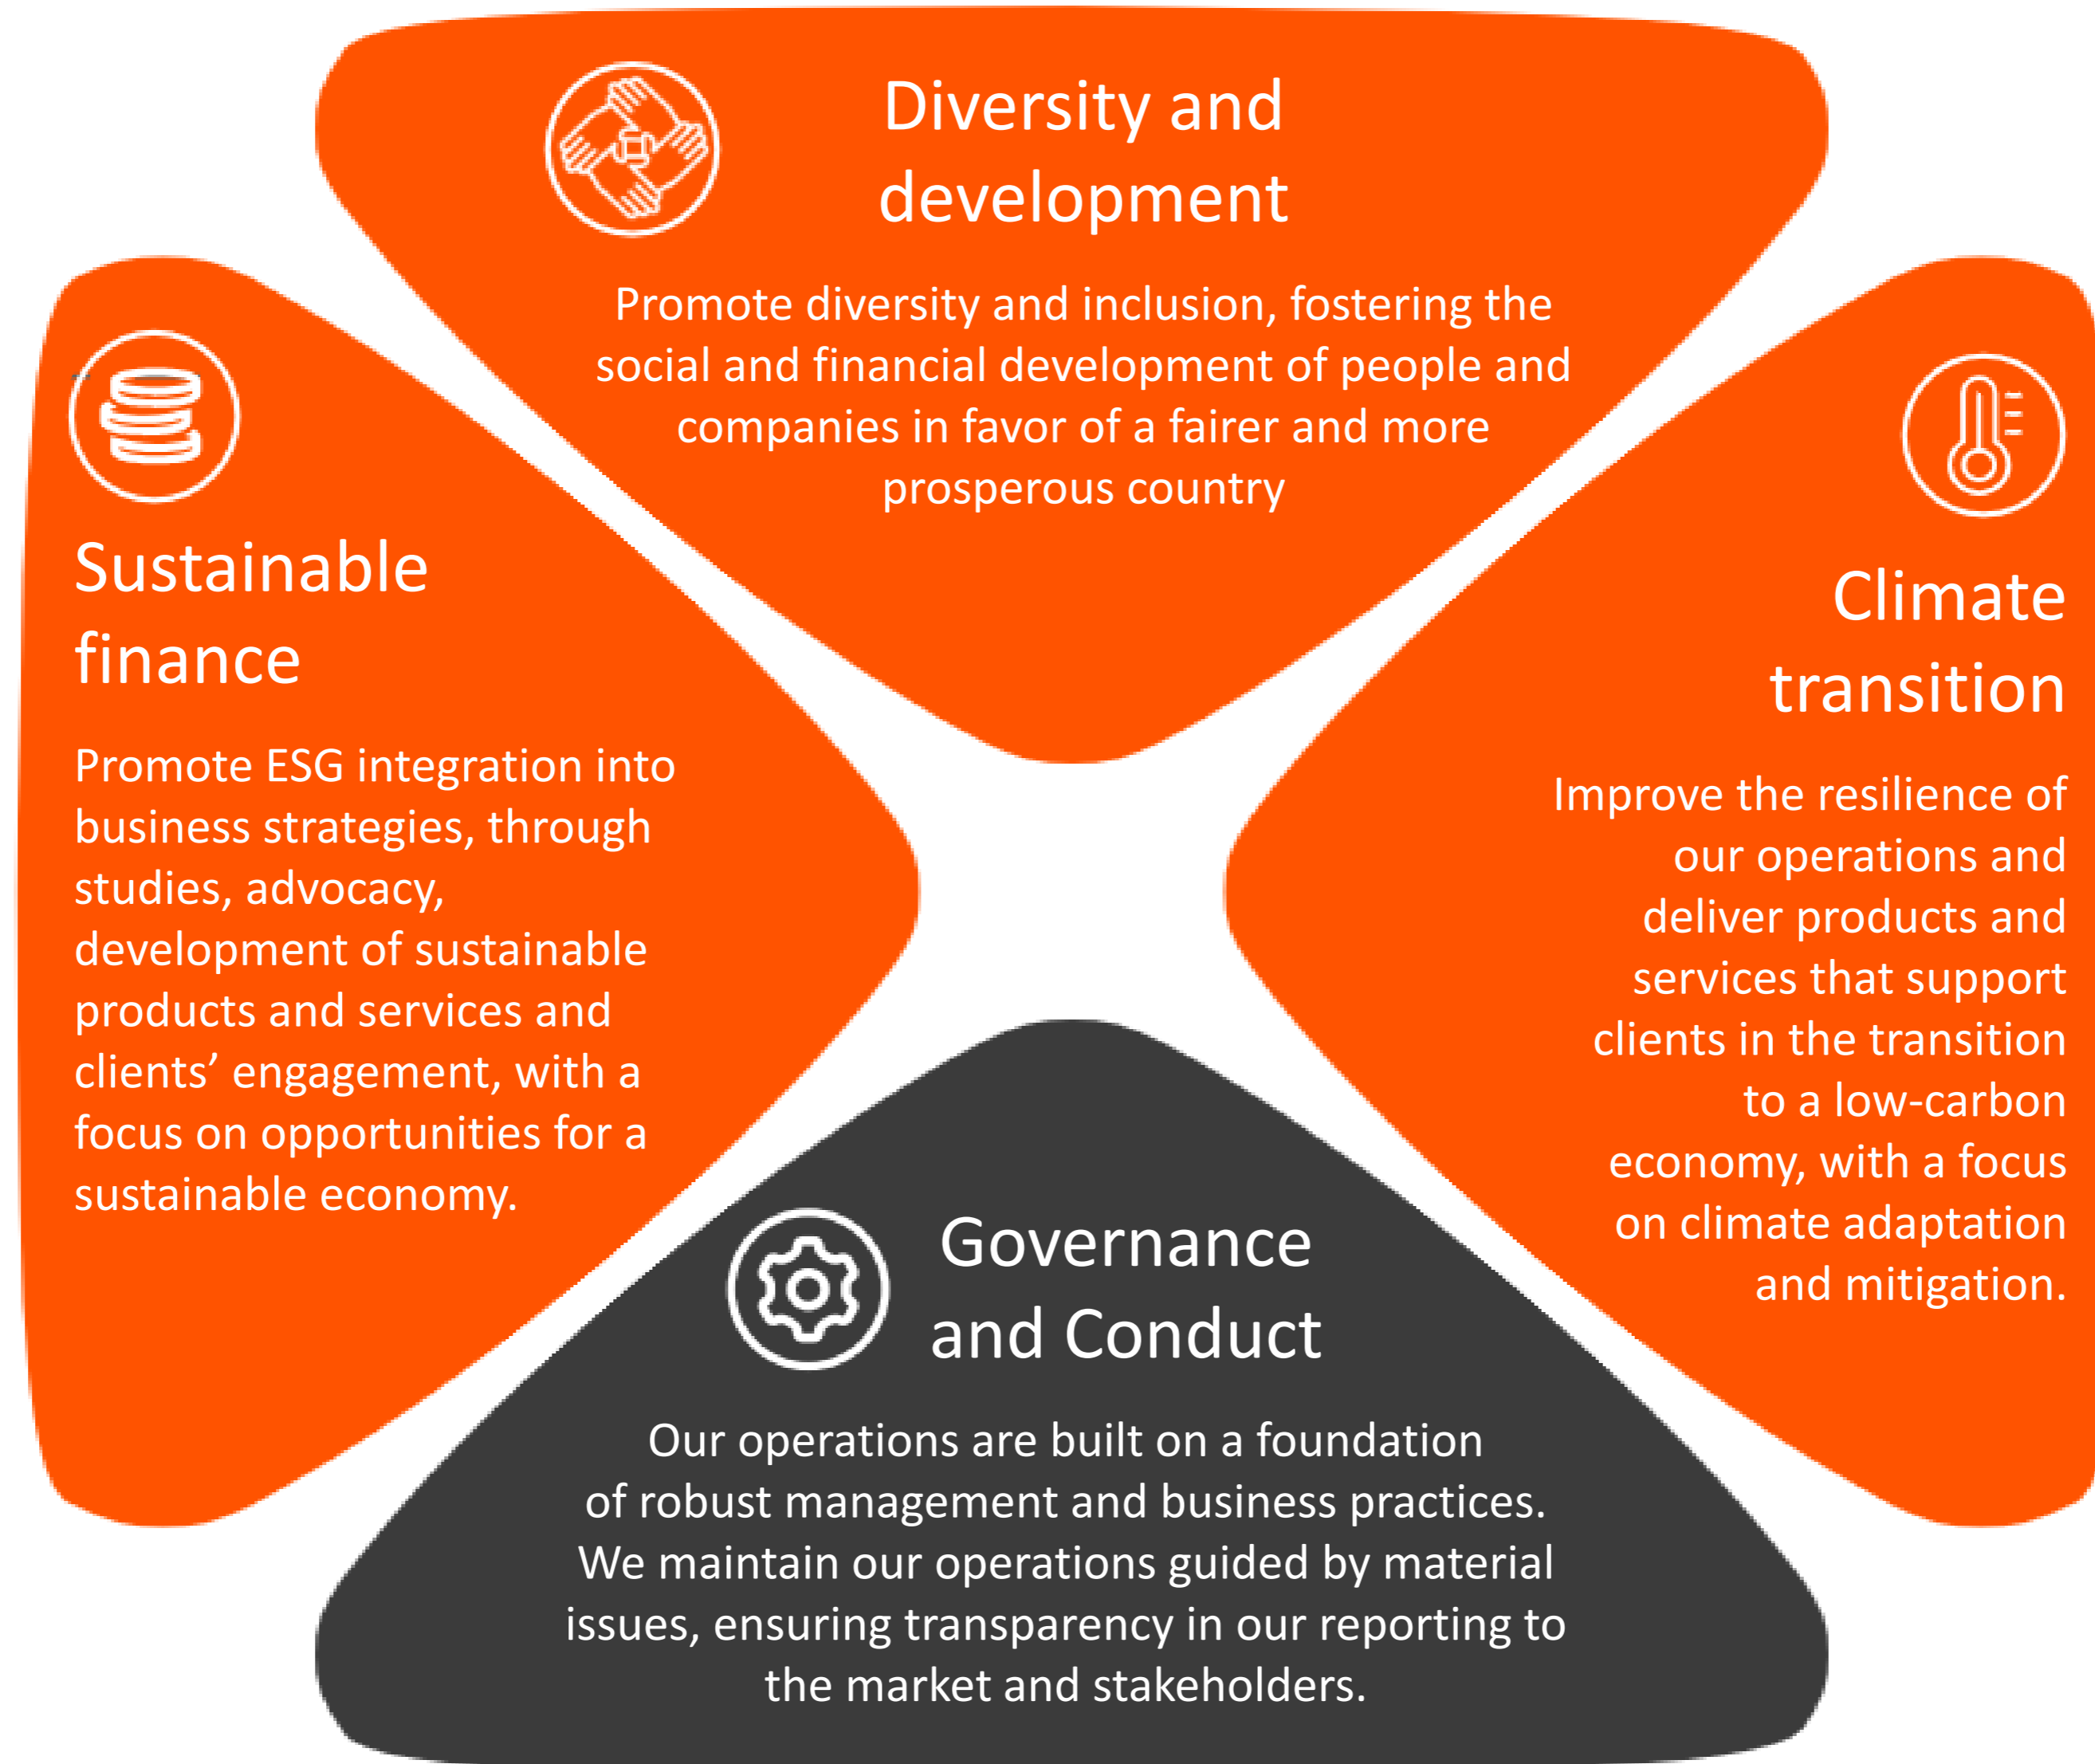 Diversity and
development
Promote diversity and inclusion, fostering the
social and financial development of people and
companies in favor of a fairer and more
prosperous country
Sustainable
finance
Promote ESG integration into
business strategies, through
studies, advocacy,
development of sustainable
products and services and
clients’ engagement, with a
focus on opportunities for a
sustainable economy.
Climate
transition
Improve the resilience of
our operations and
deliver products and
services that support
clients in the transition
to a low-carbon
economy, with a focus
on climate adaptation
and mitigation.
Governance
and Conduct
Our operations are built on a foundation
of robust management and business practices.
We maintain our operations guided by material
issues, ensuring transparency in our reporting to
the market and stakeholders.